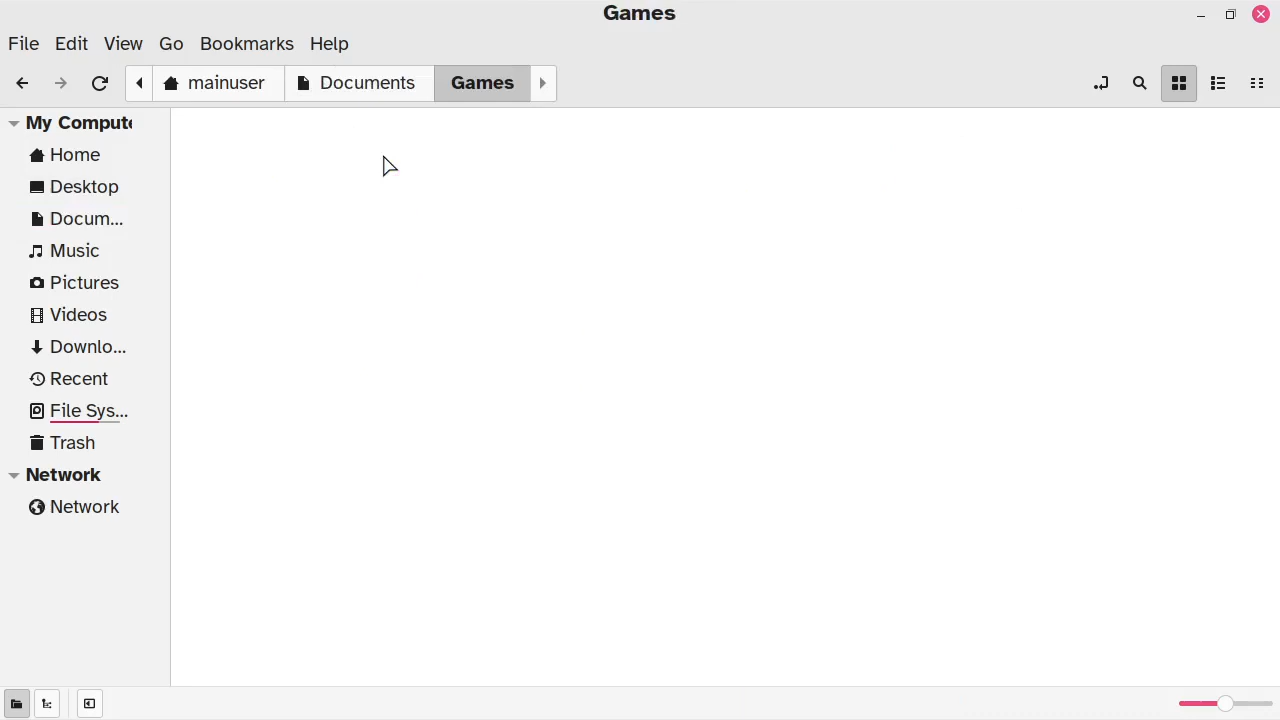 Games
File Edit View Go Bookmarks Help
mainuser Documents Games
My Compute
Home
Desktop
Docum...
Music
Pictures
Videos
Downlo...
Recent
File Sys...
Trash
Network
Network